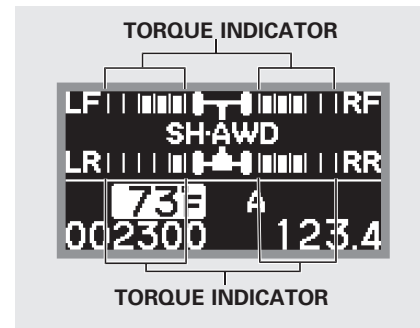 TORQUE INDICATOR
LF RF
SH-AWD
LR RR
73°F A
002300 123.4
TORQUE INDICATOR